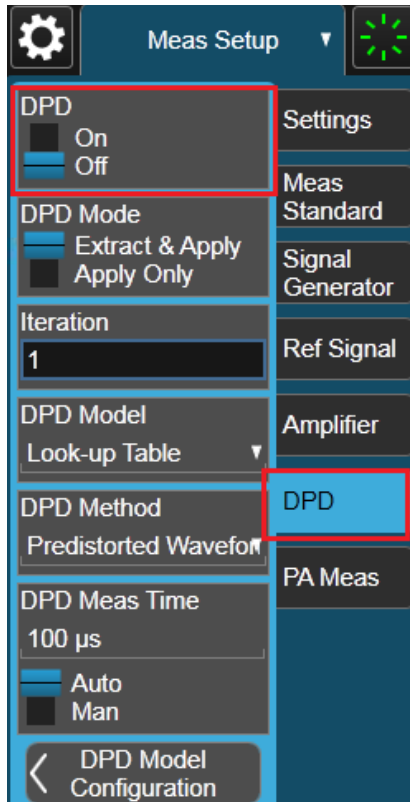 Meas Setup
DPD
On
Off
DPD Mode
Extract & Apply
Apply Only
Iteration
1
DPD Model
Look-up Table
DPD Method
Predistorted Wavefor
DPD Meas Time
100 µs
Auto
Man
DPD Model
Configuration
Settings
Meas
Standard
Signal
Generator
Ref Signal
Amplifier
DPD
PA Meas